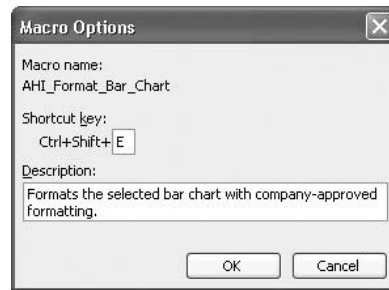 Macro Options
Macro name:
AHI_Format_Bar_Chart
Shortcut key:
Ctrl+Shift+ E
Description:
Formats the selected bar chart with company-approved
formatting.
OK Cancel